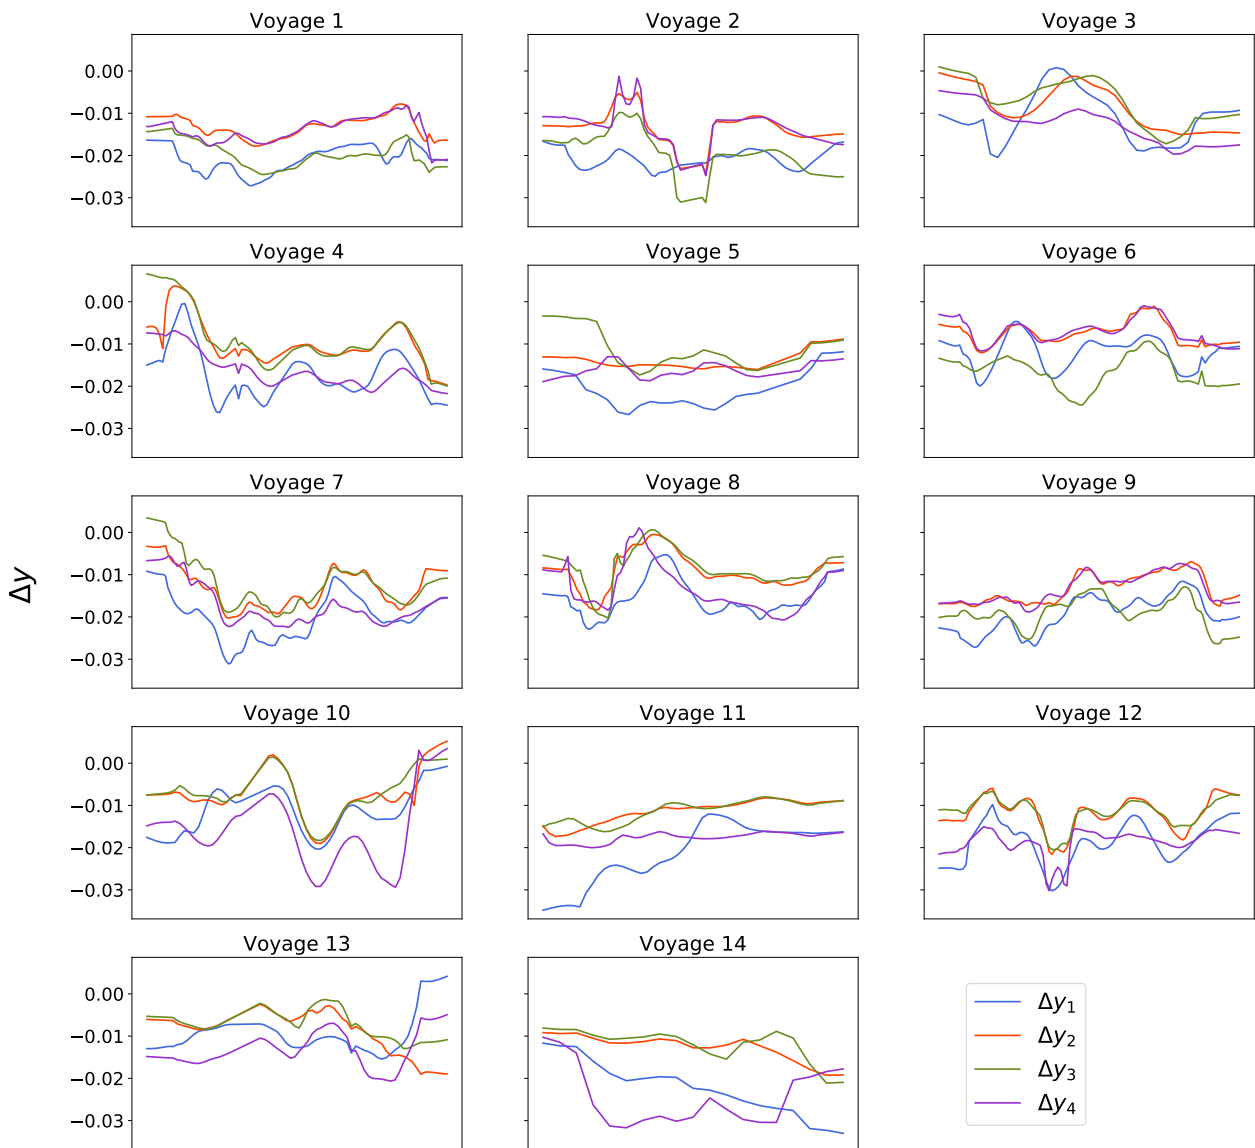 Voyage 1
Voyage 2
Voyage 3
0.00
−0.01
−0.02
−0.03
Voyage 4
Voyage 5
Voyage 6
0.00
−0.01
−0.02
−0.03
Voyage 7
Voyage 8
Voyage 9
0.00
−0.01
−0.02
−0.03
Δy
Voyage 10
Voyage 11
Voyage 12
0.00
−0.01
−0.02
−0.03
Voyage 13
Voyage 14
0.00
−0.01
−0.02
−0.03
Δy₁
Δy₂
Δy₃
Δy₄